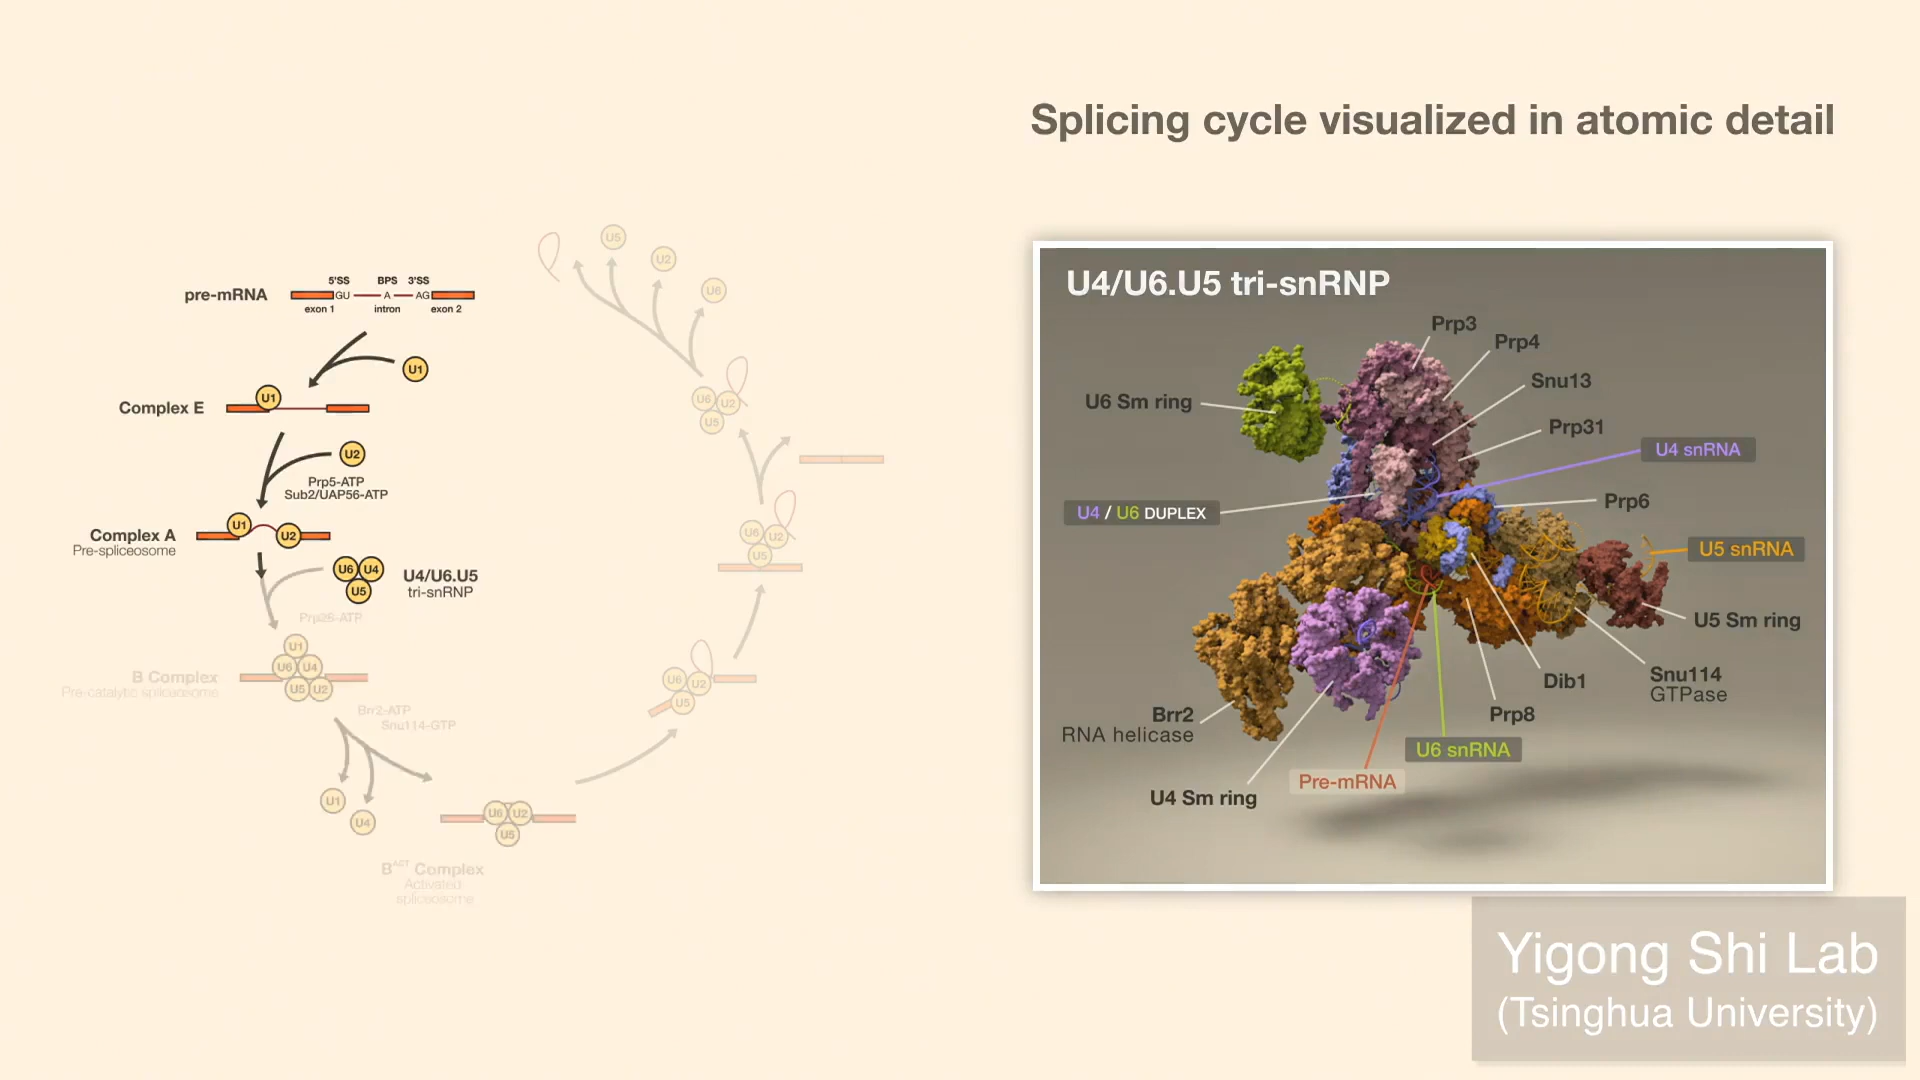 Splicing cycle visualized in atomic detail
5'SS BPS 3'SS
pre-mRNA GU A AG
exon 1 intron exon 2
U1
Complex E U1
U2
Prp5-ATP
Sub2/UAP56-ATP
Complex A U1 U2
Pre-spliceosome
U6 U4
U5
U4/U6.U5
tri-snRNP
Prp28-ATP
B Complex
Pre-catalytic spliceosome
U1
U6 U4
U5 U2
Brr2-ATP
Snu114-GTP
U1
U4
U6 U2
U5
BACT Complex
Activated
spliceosome
U6 U2
U5
U6 U2
U5
U6 U2
U5
U5
U2
U6
U4/U6.U5 tri-snRNP
Prp3
Prp4
Snu13
U6 Sm ring
Prp31
U4 snRNA
Prp6
U4 / U6 DUPLEX
U5 snRNA
U5 Sm ring
Snu114
GTPase
Dib1
Prp8
Brr2
RNA helicase
U6 snRNA
Pre-mRNA
U4 Sm ring
Yigong Shi Lab
(Tsinghua University)